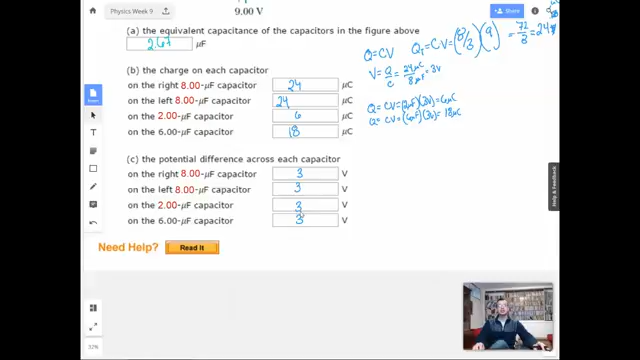 Physics Week 9
SHARE
9.00 V
(a) the equivalent capacitance of the capacitors in the figure above
2.67 μF
(b) the charge on each capacitor
on the right 8.00-μF capacitor 24 μC
on the left 8.00-μF capacitor 24 μC
on the 2.00-μF capacitor 6 μC
on the 6.00-μF capacitor 18 μC
(c) the potential difference across each capacitor
on the right 8.00-μF capacitor 3 V
on the left 8.00-μF capacitor 3 V
on the 2.00-μF capacitor 3 V
on the 6.00-μF capacitor 3 V
Need Help? Read It
Q=CV Q_T = CV = (8/3)(9) = 72/3 = 24
V = Q/C = 24μC/8μF = 3V
Q = CV = (2μF)(3V) = 6μC
Q = CV = (6μF)(3V) = 18μC
Help & Feedback
57%